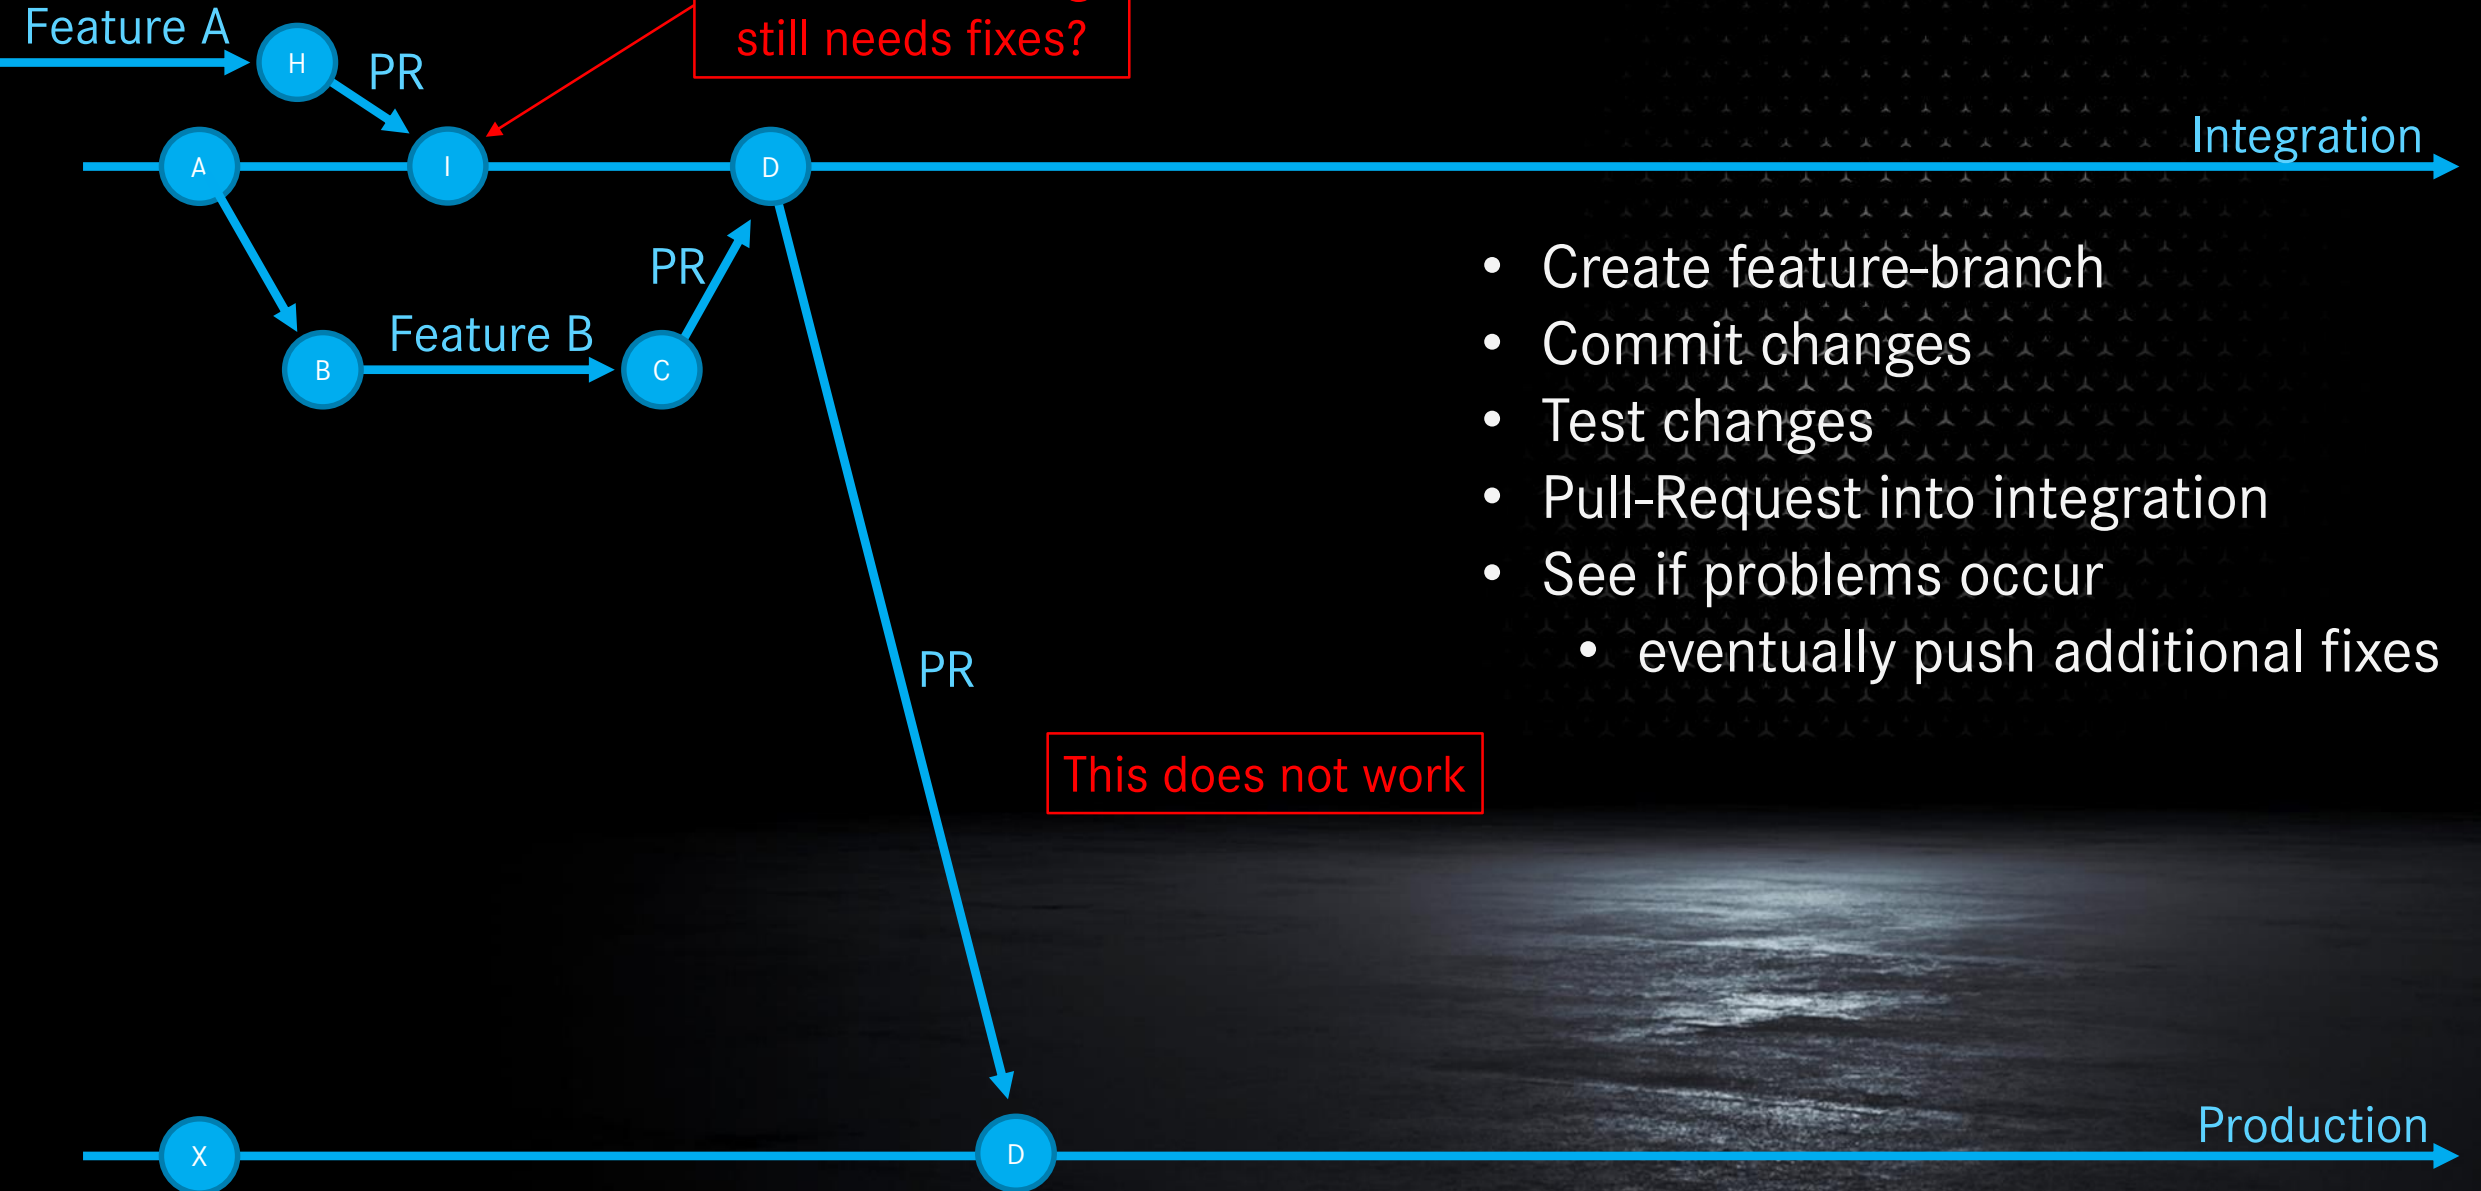 Feature A
still needs fixes?
H
PR
Integration
A
I
D
PR
Feature B
B
C
• Create feature-branch
• Commit changes
• Test changes
• Pull-Request into integration
• See if problems occur
• eventually push additional fixes
PR
This does not work
Production
X
D